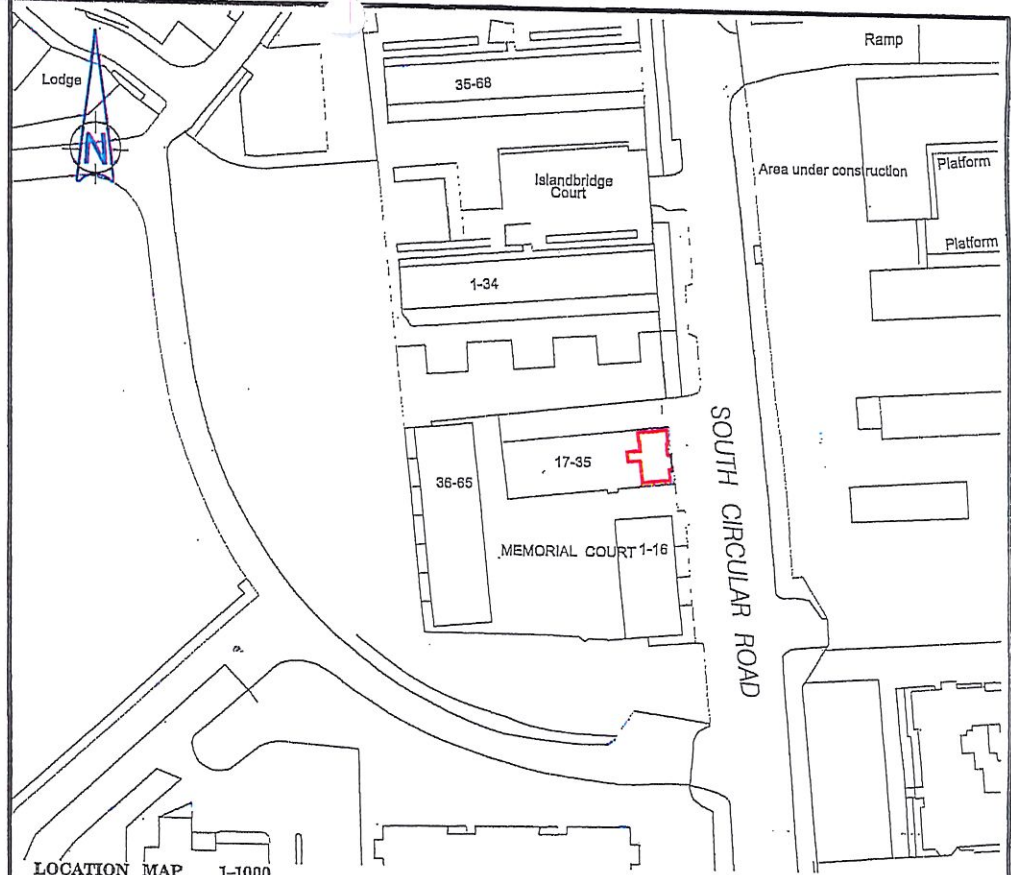 Ramp
Lodge
35-68
N
Area under construction
Platform
Islandbridge
Court
Platform
1-34
SOUTH CIRCULAR ROAD
17-35
36-65
MEMORIAL COURT
1-16
LOCATION MAP 1-1000